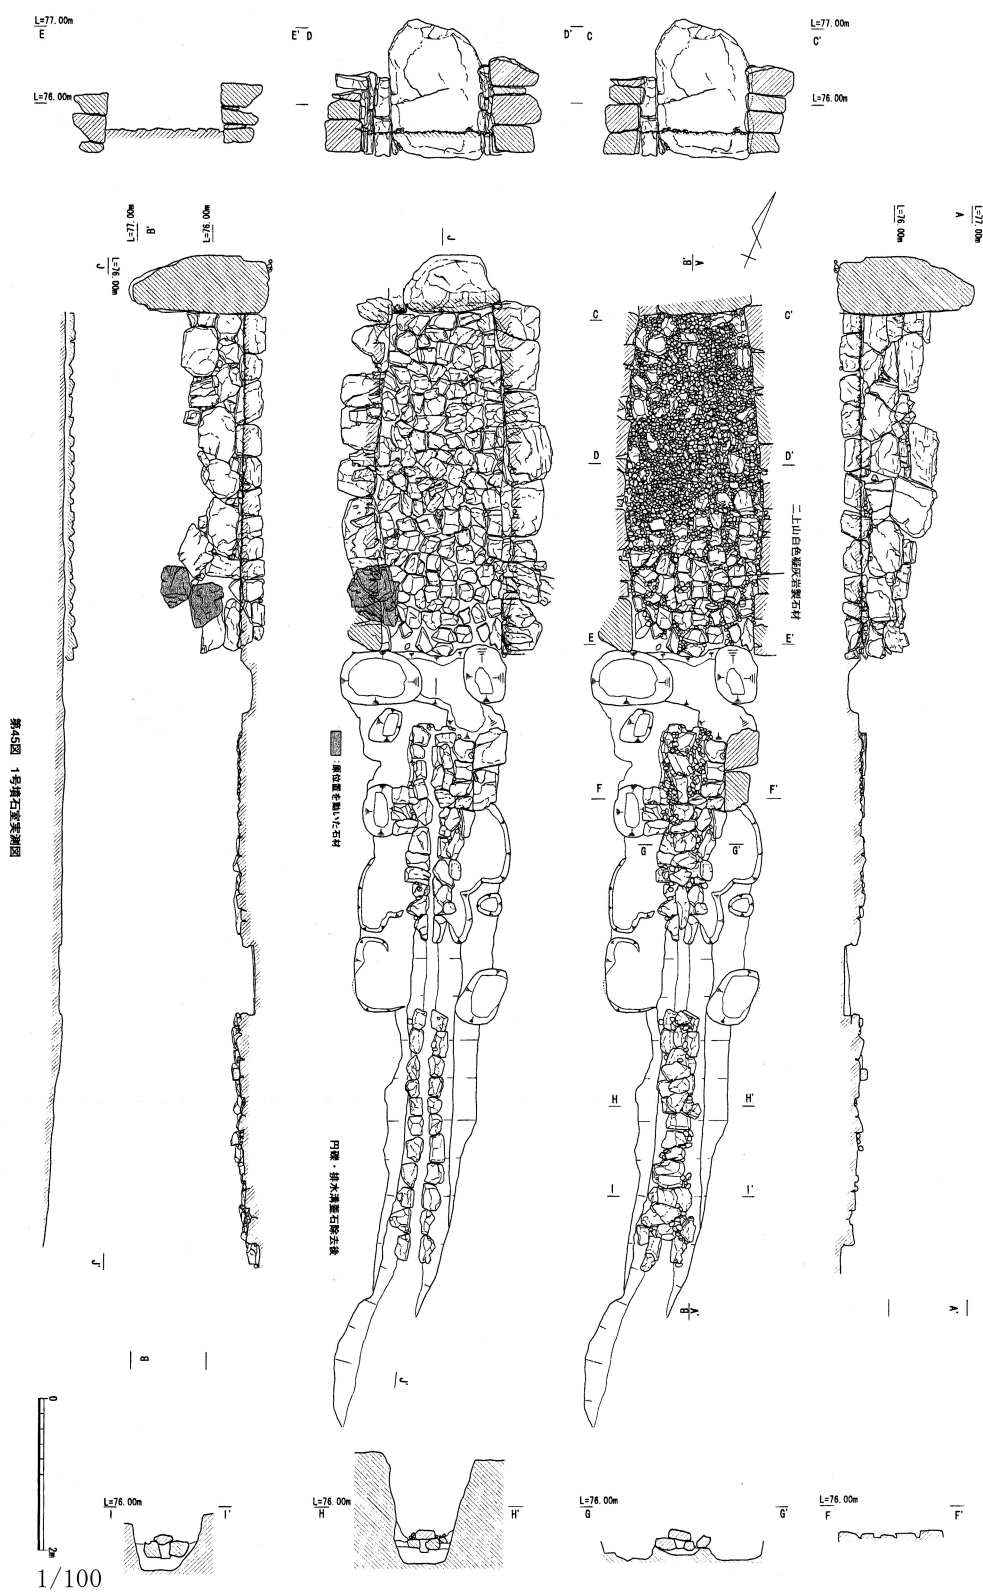 L=77.00m
E
E' D
D' C
L=77.00m
C'
L=76.00m
L=76.00m
L=77.00m
B'
L=76.00m
J
L=76.00m
J
A
B'
L=76.00m
A
L=77.00m
C
C'
D
D'
二上山白色凝灰岩製石材
E
E'
:原位置を動いた石材
F
F'
G
G'
第45図 1号墳石室実測図
H
H'
円礫・排水溝蓋石除去後
I
I'
J'
B
A'
A'
B
J'
0
2m
L=76.00m
I
I'
L=76.00m
H
H'
L=76.00m
G
G'
L=76.00m
F
F'
1/100